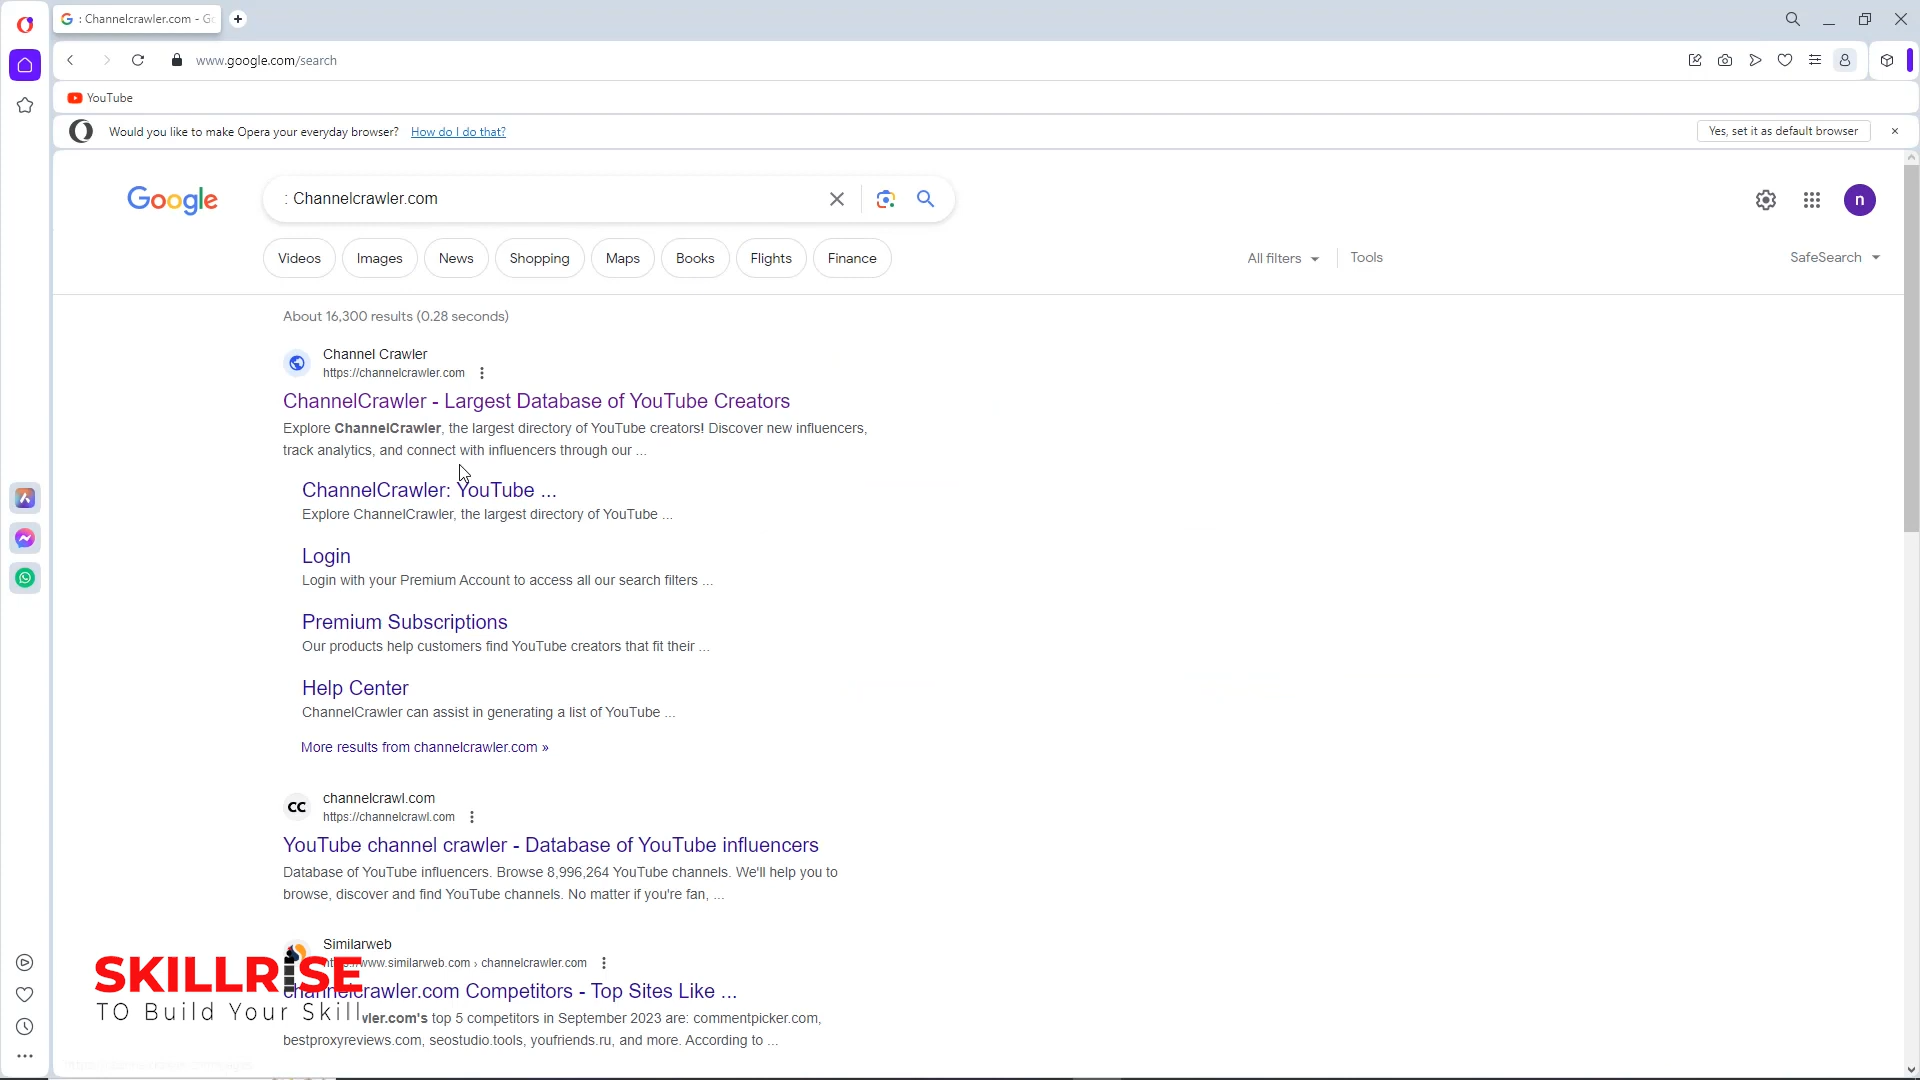 : Channelcrawler.com - Go
www.google.com/search
YouTube
Would you like to make Opera your everyday browser? How do I do that?
Yes, set it as default browser
Google
: Channelcrawler.com
n
Videos
Images
News
Shopping
Maps
Books
Flights
Finance
All filters
Tools
SafeSearch
About 16,300 results (0.28 seconds)
Channel Crawler
https://channelcrawler.com
ChannelCrawler - Largest Database of YouTube Creators
Explore ChannelCrawler, the largest directory of YouTube creators! Discover new influencers,
track analytics, and connect with influencers through our ...
ChannelCrawler: YouTube ...
Explore ChannelCrawler, the largest directory of YouTube ...
Login
Login with your Premium Account to access all our search filters ...
Premium Subscriptions
Our products help customers find YouTube creators that fit their ...
Help Center
ChannelCrawler can assist in generating a list of YouTube ...
More results from channelcrawler.com »
CC
channelcrawl.com
https://channelcrawl.com
YouTube channel crawler - Database of YouTube influencers
Database of YouTube influencers. Browse 8,996,264 YouTube channels. We'll help you to
browse, discover and find YouTube channels. No matter if you're fan, ...
Similarweb
www.similarweb.com › channelcrawler.com
channelcrawler.com Competitors - Top Sites Like ...
wler.com's top 5 competitors in September 2023 are: commentpicker.com,
bestproxyreviews.com, seostudio.tools, youfriends.ru, and more. According to ...
SKILLRISE
TO Build Your Skill